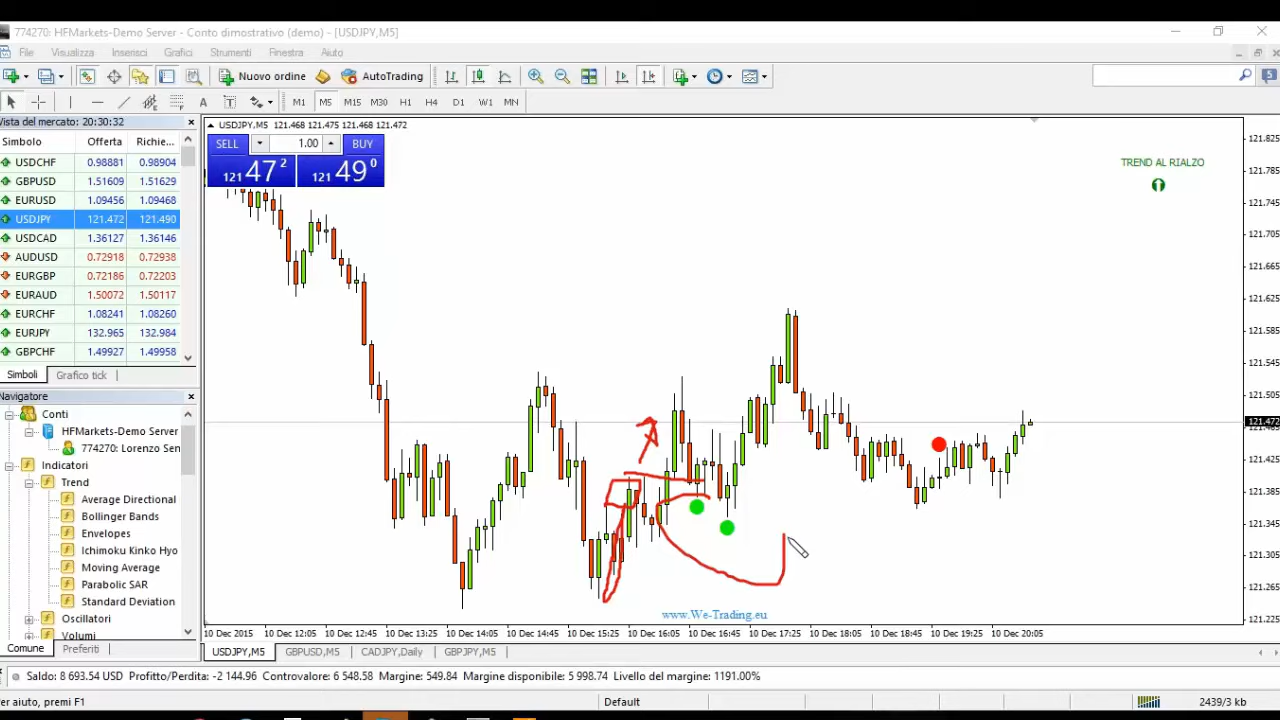 774270: HFMarkets-Demo Server - Conto dimostrativo (demo) - [USDJPY,M5]
File Visualizza Inserisci Grafici Strumenti Finestra Aiuto
Nuovo ordine AutoTrading
5
A T M1 M5 M15 M30 H1 H4 D1 W1 MN
Vista del mercato: 20:30:32
Simbolo Offerta Richie...
USDCHF 0.98881 0.98904
GBPUSD 1.51609 1.51629
EURUSD 1.09456 1.09468
USDJPY 121.472 121.490
USDCAD 1.36127 1.36146
AUDUSD 0.72918 0.72938
EURGBP 0.72186 0.72203
EURAUD 1.50072 1.50117
EURCHF 1.08241 1.08260
EURJPY 132.965 132.984
GBPCHF 1.49927 1.49958
Simboli Grafico tick
Navigatore
Conti
HFMarkets-Demo Server
774270: Lorenzo Sen
Indicatori
Trend
Average Directional
Bollinger Bands
Envelopes
Ichimoku Kinko Hyo
Moving Average
Parabolic SAR
Standard Deviation
Oscillatori
Volumi
Comune Preferiti
USDJPY,M5 121.468 121.475 121.468 121.472
SELL 1.00 BUY
121 47 2 121 49 0
TREND AL RIALZO
121.825
121.785
121.745
121.705
121.665
121.625
121.585
121.545
121.505
121.472
121.465
121.425
121.385
121.345
121.305
121.265
121.225
www.We-Trading.eu
10 Dec 2015 10 Dec 12:05 10 Dec 12:45 10 Dec 13:25 10 Dec 14:05 10 Dec 14:45 10 Dec 15:25 10 Dec 16:05 10 Dec 16:45 10 Dec 17:25 10 Dec 18:05 10 Dec 18:45 10 Dec 19:25 10 Dec 20:05
USDJPY,M5 GBPUSD,M5 CADJPY,Daily GBPJPY,M5
Saldo: 8 693.54 USD Profitto/Perdita: -2 144.96 Controvalore: 6 548.58 Margine: 549.84 Margine disponibile: 5 998.74 Livello del margine: 1191.00%
er aiuto, premi F1 Default 2439/3 kb